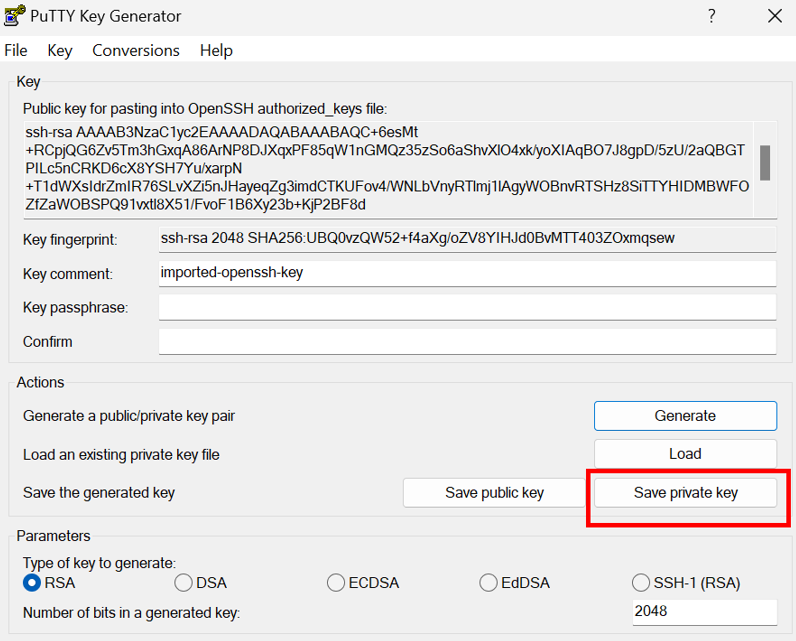 PuTTY Key Generator
?
File Key Conversions Help
Key
Public key for pasting into OpenSSH authorized_keys file:
ssh-rsa AAAAB3NzaC1yc2EAAAADAQABAAABAQC+6esMt
+RCpjQG6Zv5Tm3hGxqA86ArNP8DJXqxPF85qW1nGMQz35zSo6aShvXlO4xk/yoXIAqBO7J8gpD/5zU/2aQBGT
PILc5nCRKD6cX8YSH7Yu/xarpN
+T1dWXsIdrZmIR76SLvXZi5nJHayeqZg3imdCTKUFov4/WNLbVnyRTlmj1lAgyWOBnvRTSHz8SiTTYHIDMBWFO
ZfZaWOBSPQ91vxtl8X51/FvoF1B6Xy23b+KjP2BF8d
Key fingerprint: ssh-rsa 2048 SHA256:UBQ0vzQW52+f4aXg/oZV8YIHJd0BvMTT403ZOxmqsew
Key comment: imported-openssh-key
Key passphrase:
Confirm
Actions
Generate a public/private key pair Generate
Load an existing private key file Load
Save the generated key Save public key Save private key
Parameters
Type of key to generate:
RSA DSA ECDSA EdDSA SSH-1 (RSA)
Number of bits in a generated key: 2048